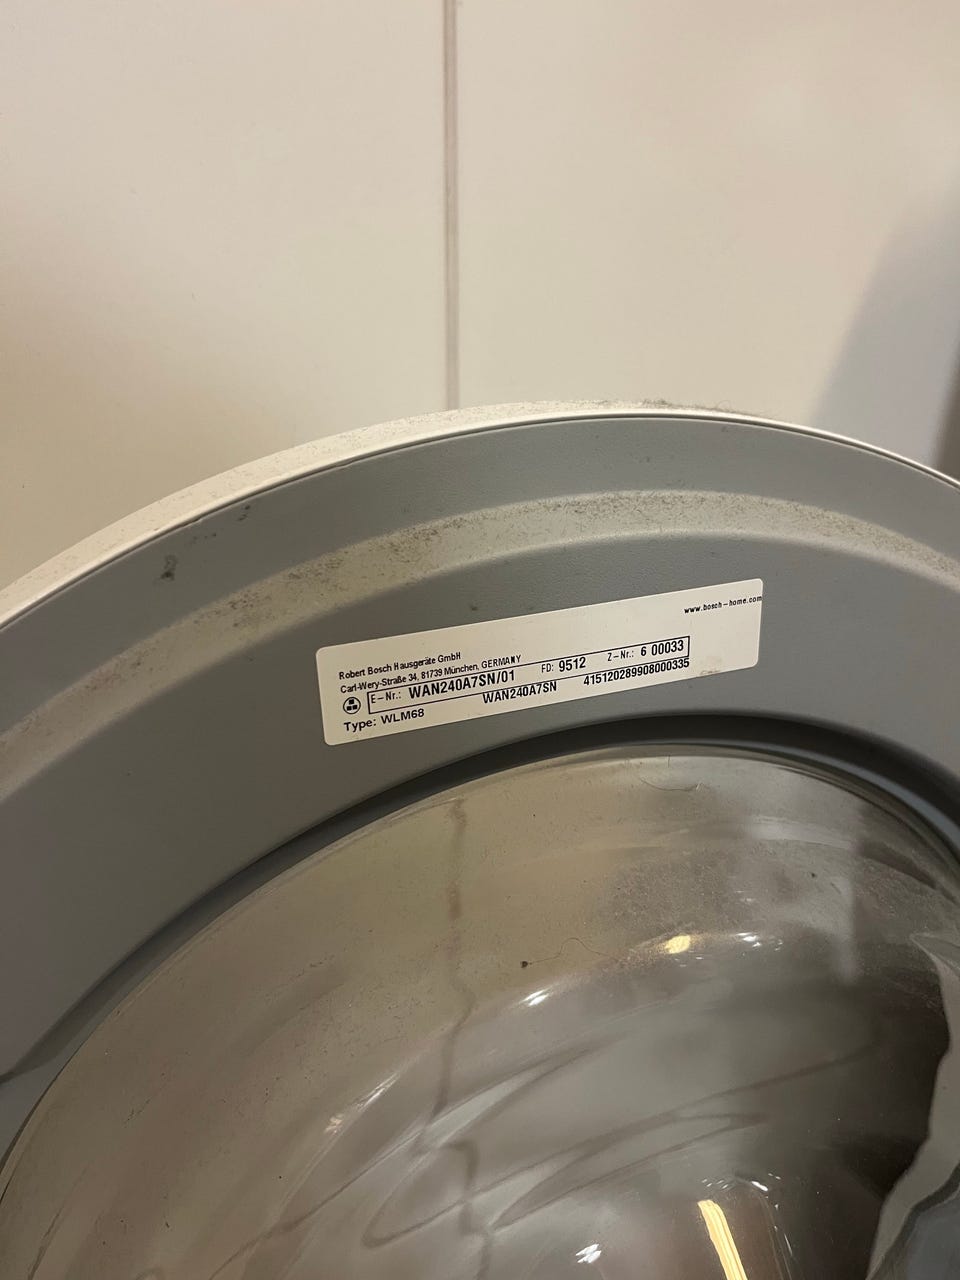 www.bosch-home.com
Robert Bosch Hausgeräte GmbH
Carl-Wery-Straße 34, 81739 München, GERMANY
E-Nr.: WAN240A7SN/01 FD: 9512 Z-Nr.: 6 00033
Type: WLM68 WAN240A7SN 415120289908000335